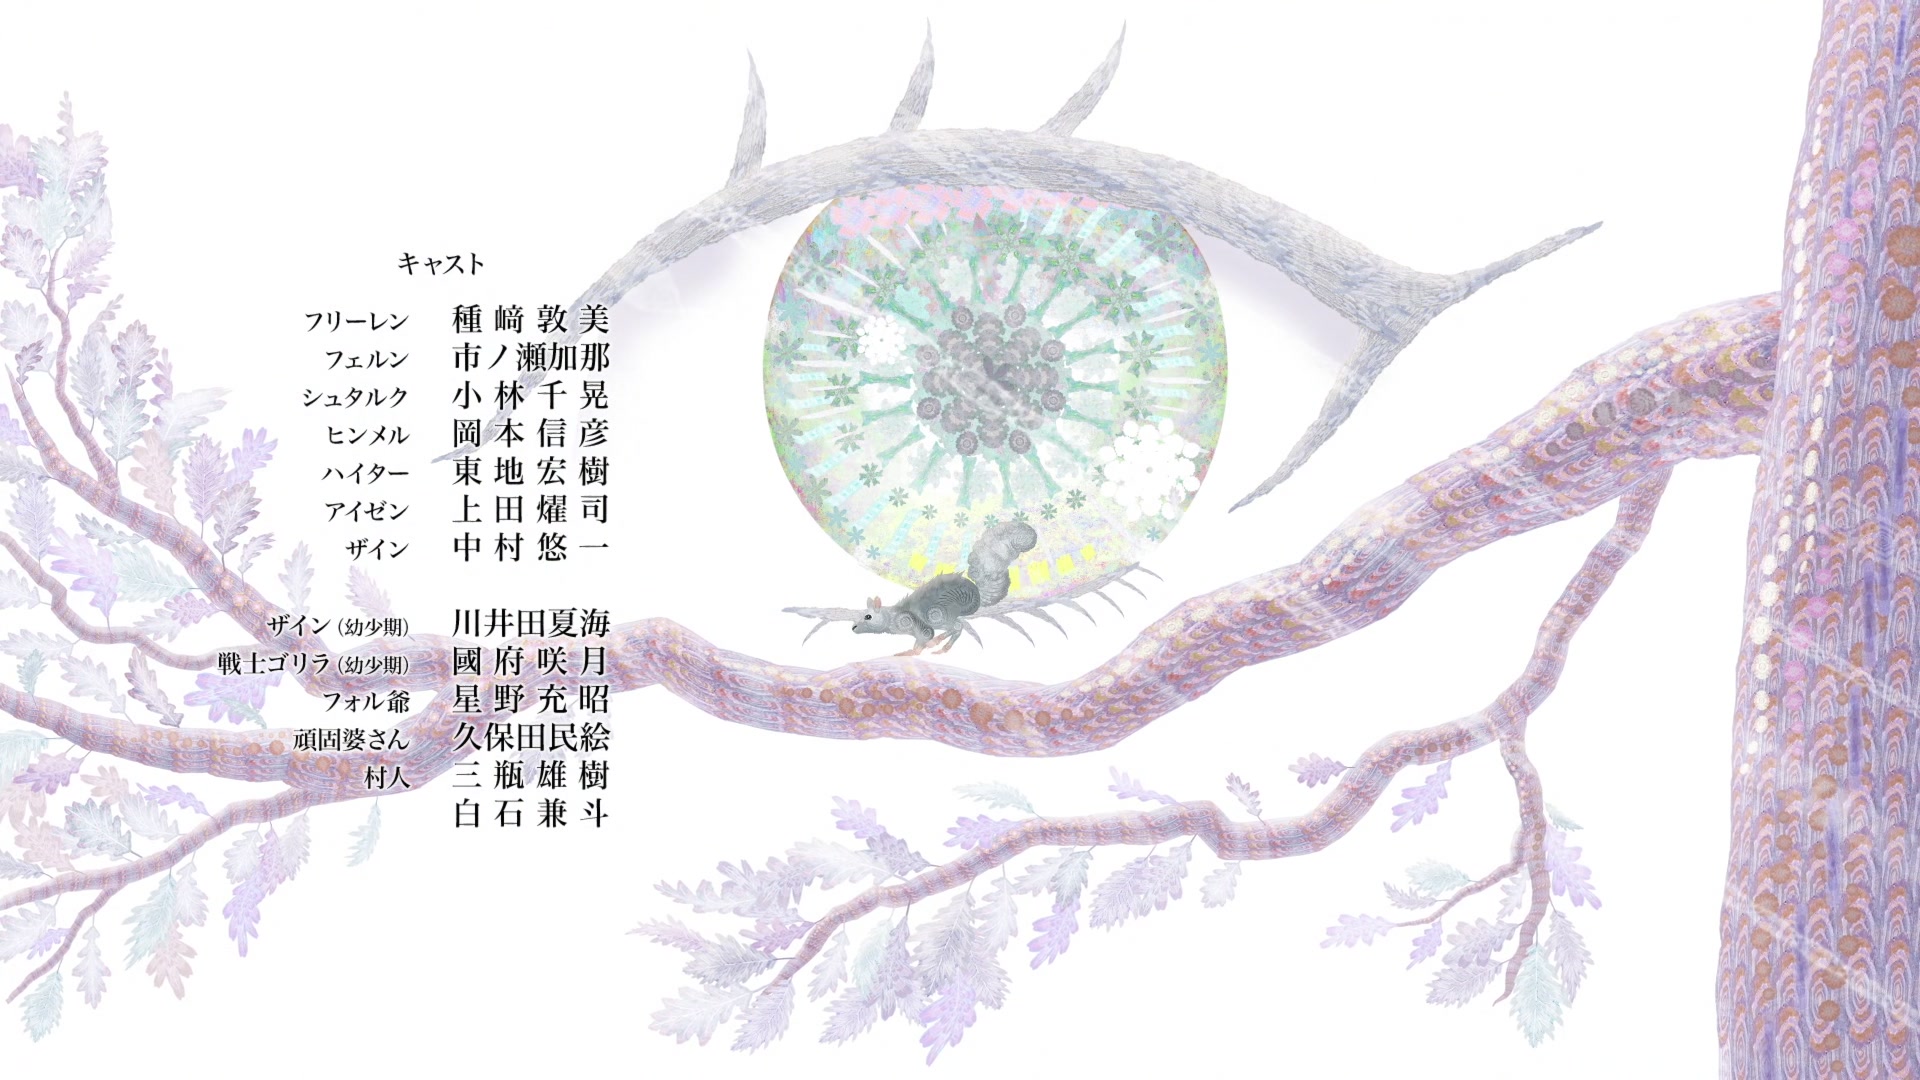 キャスト
フリーレン 種﨑敦美
フェルン 市ノ瀬加那
シュタルク 小林千晃
ヒンメル 岡本信彦
ハイター 東地宏樹
アイゼン 上田燿司
ザイン 中村悠一
ザイン(幼少期) 川井田夏海
戦士ゴリラ(幼少期) 國府咲月
フォル爺 星野充昭
頑固婆さん 久保田民絵
村人 三瓶雄樹
白石兼斗